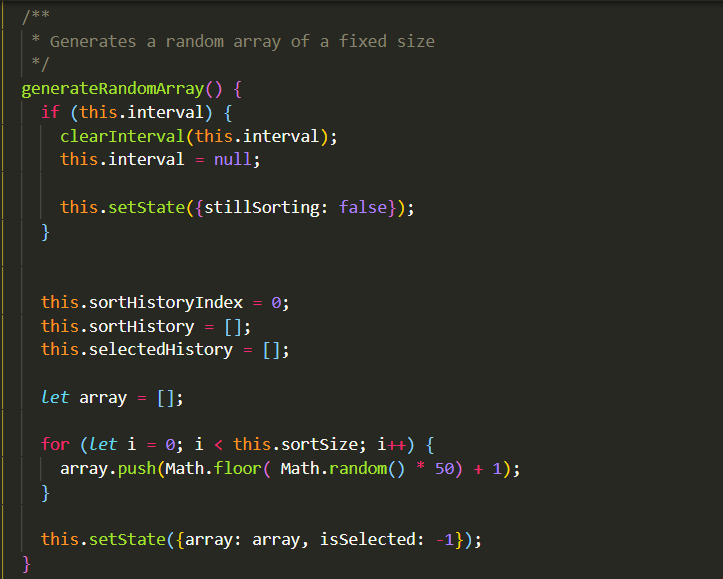 /**
 * Generates a random array of a fixed size
 */
generateRandomArray() {
  if (this.interval) {
    clearInterval(this.interval);
    this.interval = null;

    this.setState({stillSorting: false});
  }


  this.sortHistoryIndex = 0;
  this.sortHistory = [];
  this.selectedHistory = [];

  let array = [];

  for (let i = 0; i < this.sortSize; i++) {
    array.push(Math.floor( Math.random() * 50) + 1);
  }

  this.setState({array: array, isSelected: -1});
}